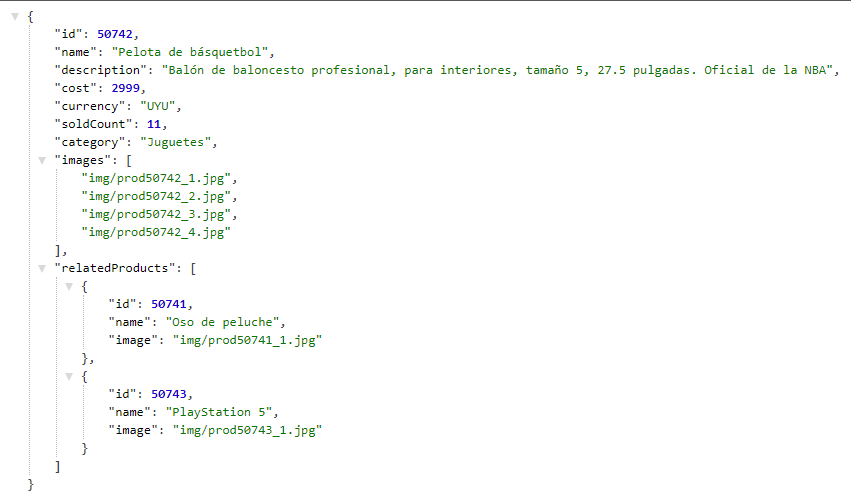 {
"id": 50742,
"name": "Pelota de básquetbol",
"description": "Balón de baloncesto profesional, para interiores, tamaño 5, 27.5 pulgadas. Oficial de la NBA",
"cost": 2999,
"currency": "UYU",
"soldCount": 11,
"category": "Juguetes",
"images": [
"img/prod50742_1.jpg",
"img/prod50742_2.jpg",
"img/prod50742_3.jpg",
"img/prod50742_4.jpg"
],
"relatedProducts": [
{
"id": 50741,
"name": "Oso de peluche",
"image": "img/prod50741_1.jpg"
},
{
"id": 50743,
"name": "PlayStation 5",
"image": "img/prod50743_1.jpg"
}
]
}